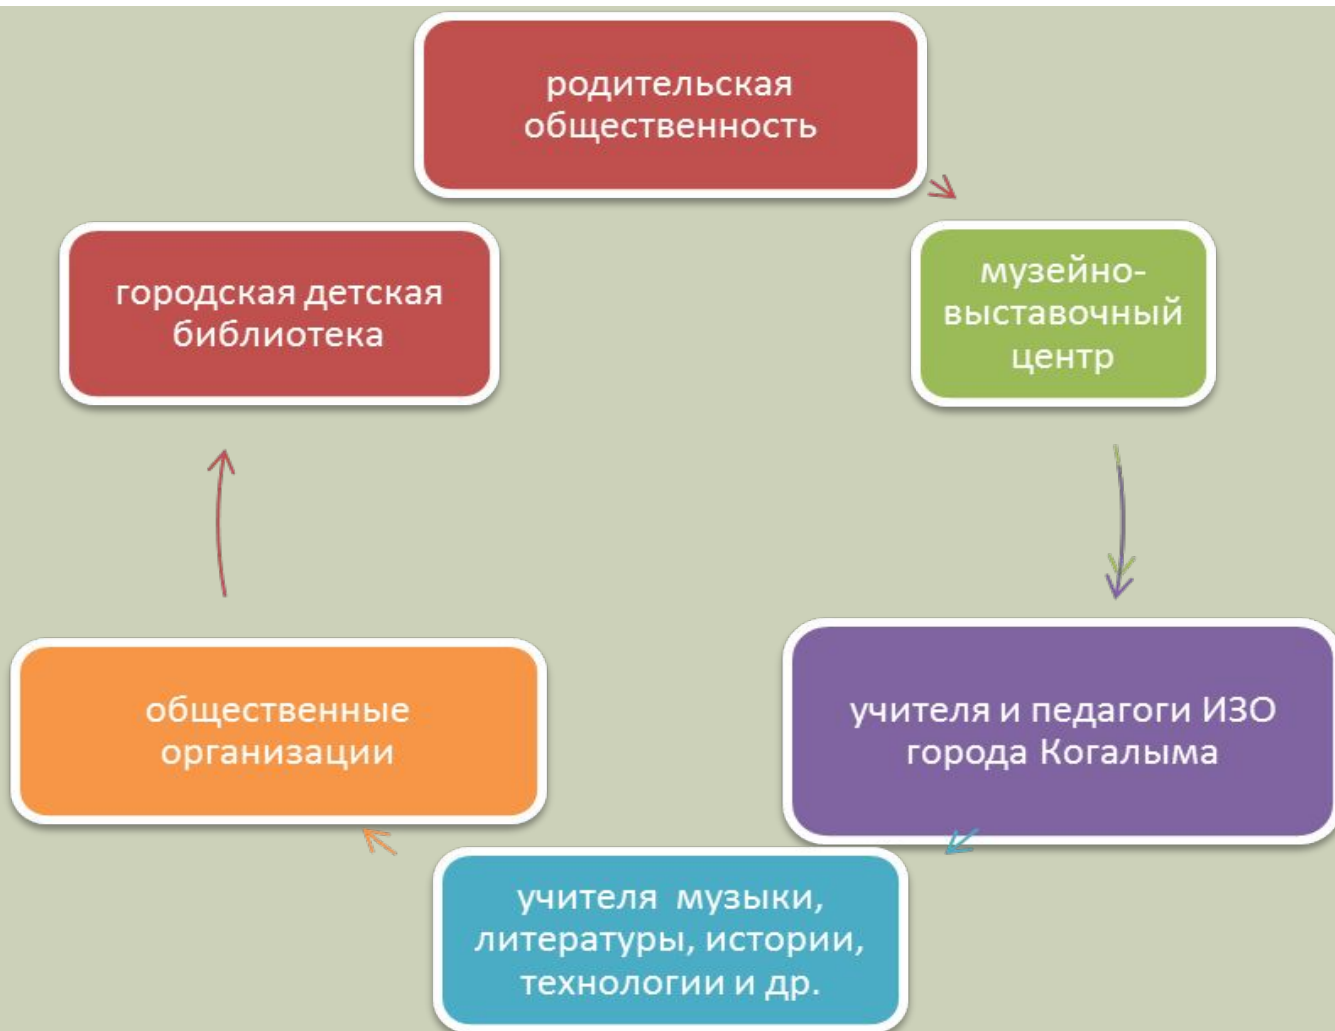 родительская
общественность
городская детская
библиотека
музейно-
выставочный
центр
общественные
организации
учителя и педагоги ИЗО
города Когалыма
учителя  музыки,
литературы, истории,
технологии и др.